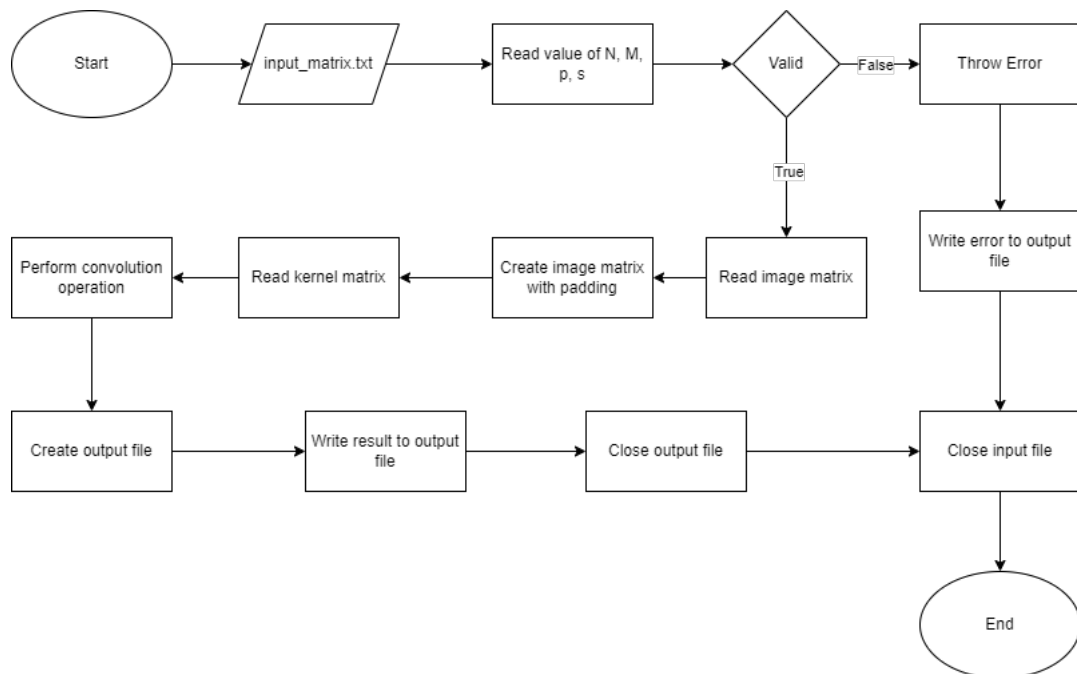 Start
input_matrix.txt
Read value of N, M,
p, s
Valid
False
Throw Error
True
Write error to output
file
Perform convolution
operation
Read kernel matrix
Create image matrix
with padding
Read image matrix
Create output file
Write result to output
file
Close output file
Close input file
End